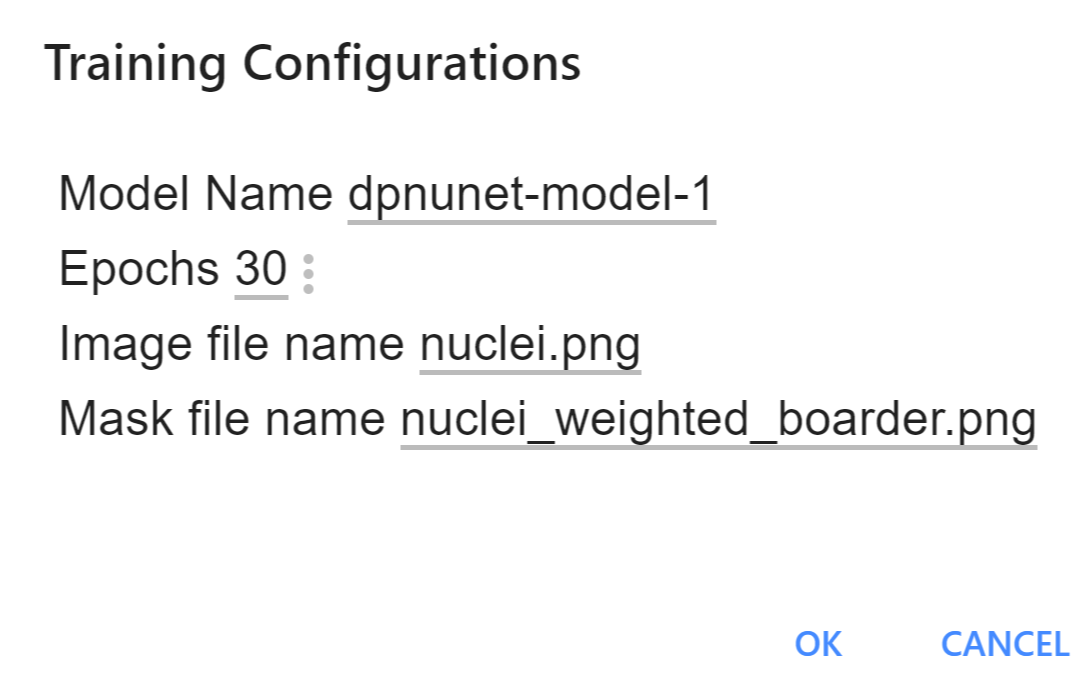 Training Configurations
Model Name dpnunet-model-1
Epochs 30
Image file name nuclei.png
Mask file name nuclei_weighted_boarder.png
OK CANCEL